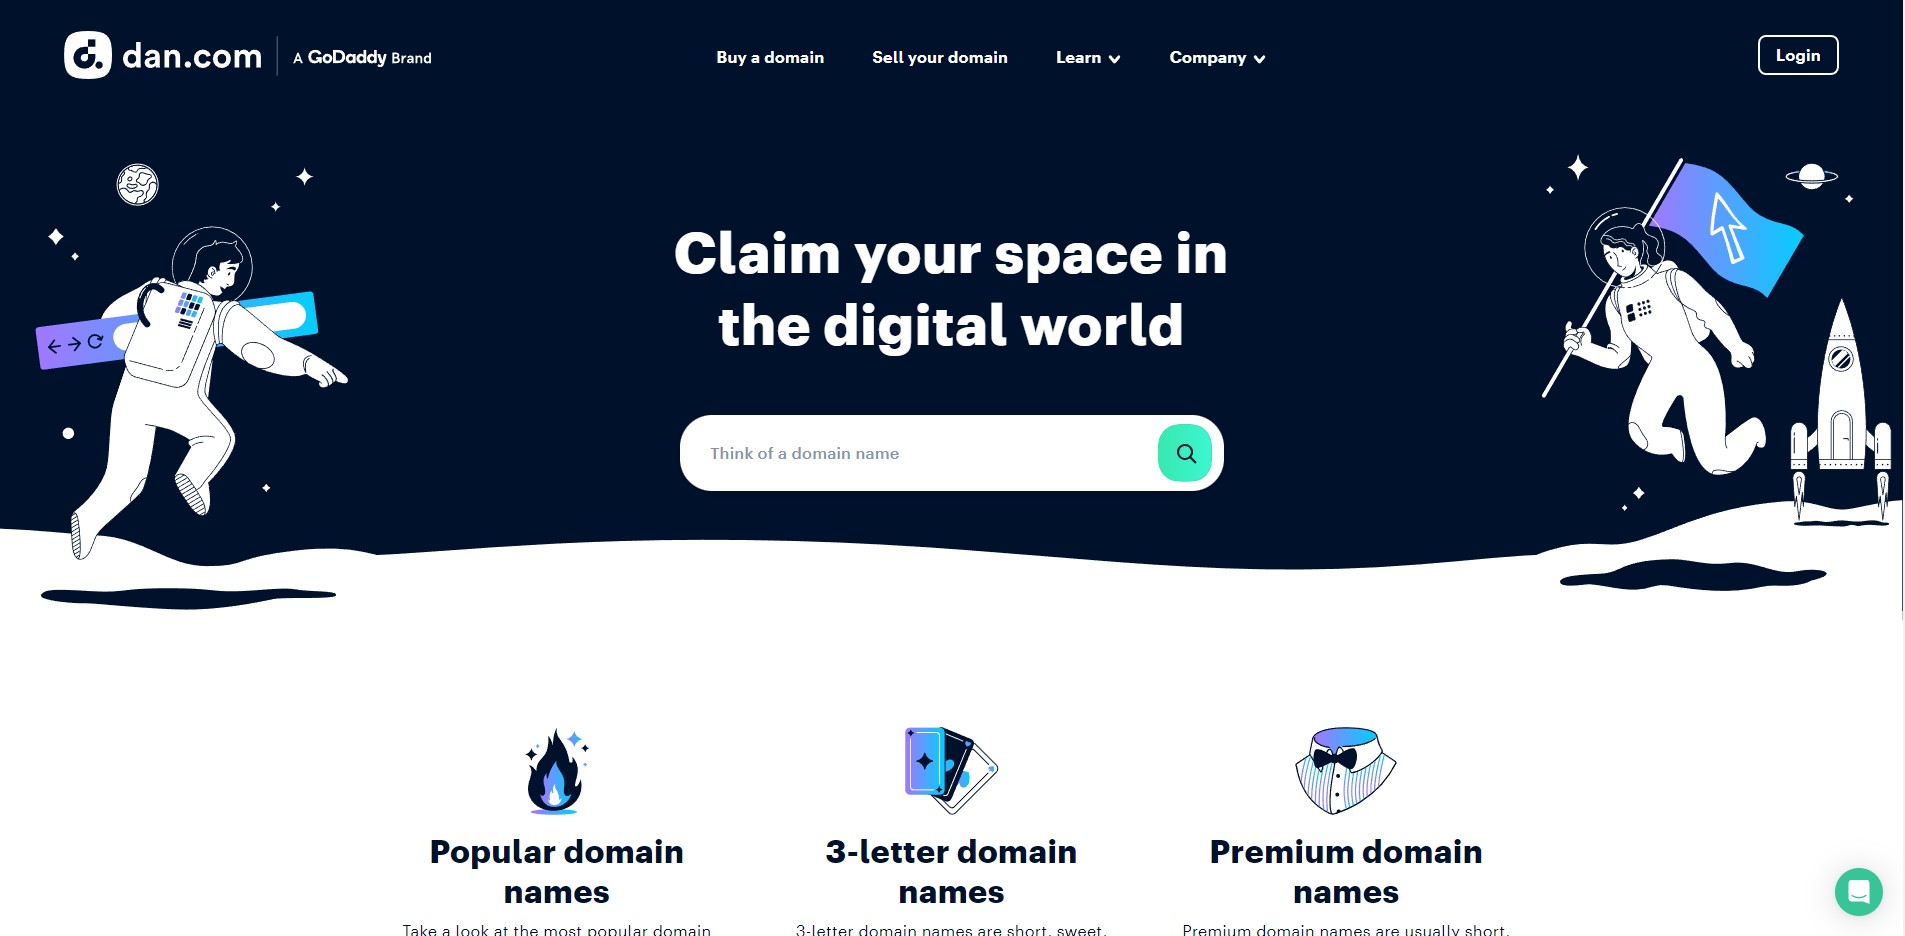 dan.com
A GoDaddy Brand
Buy a domain
Sell your domain
Learn
Company
Login
Claim your space in
the digital world
Think of a domain name
Popular domain
names
Take a look at the most popular domain
3-letter domain
names
3-letter domain names are short, sweet,
Premium domain
names
Premium domain names are usually short,